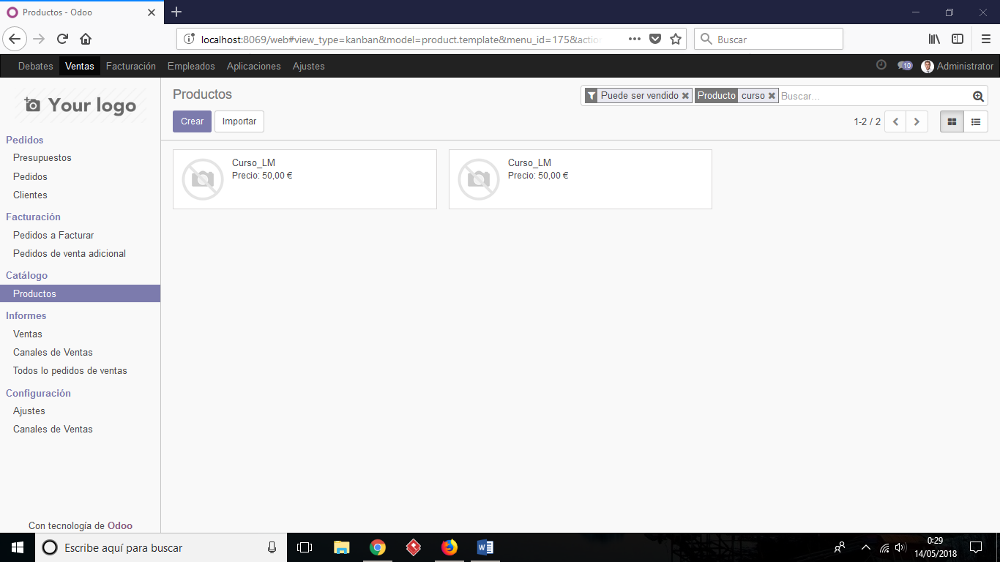 Productos - Odoo
localhost:8069/web#view_type=kanban&model=product.template&menu_id=175&actio
Buscar
Debates Ventas Facturación Empleados Aplicaciones Ajustes
10 Administrator
Your logo
Productos
Puede ser vendido Producto curso Buscar...
Crear Importar
1-2 / 2
Pedidos
Presupuestos
Pedidos
Clientes
Facturación
Pedidos a Facturar
Pedidos de venta adicional
Catálogo
Productos
Informes
Ventas
Canales de Ventas
Todos lo pedidos de ventas
Configuración
Ajustes
Canales de Ventas
Con tecnología de Odoo
Curso_LM
Precio: 50,00 €
Curso_LM
Precio: 50,00 €
Escribe aquí para buscar
0:29
14/05/2018